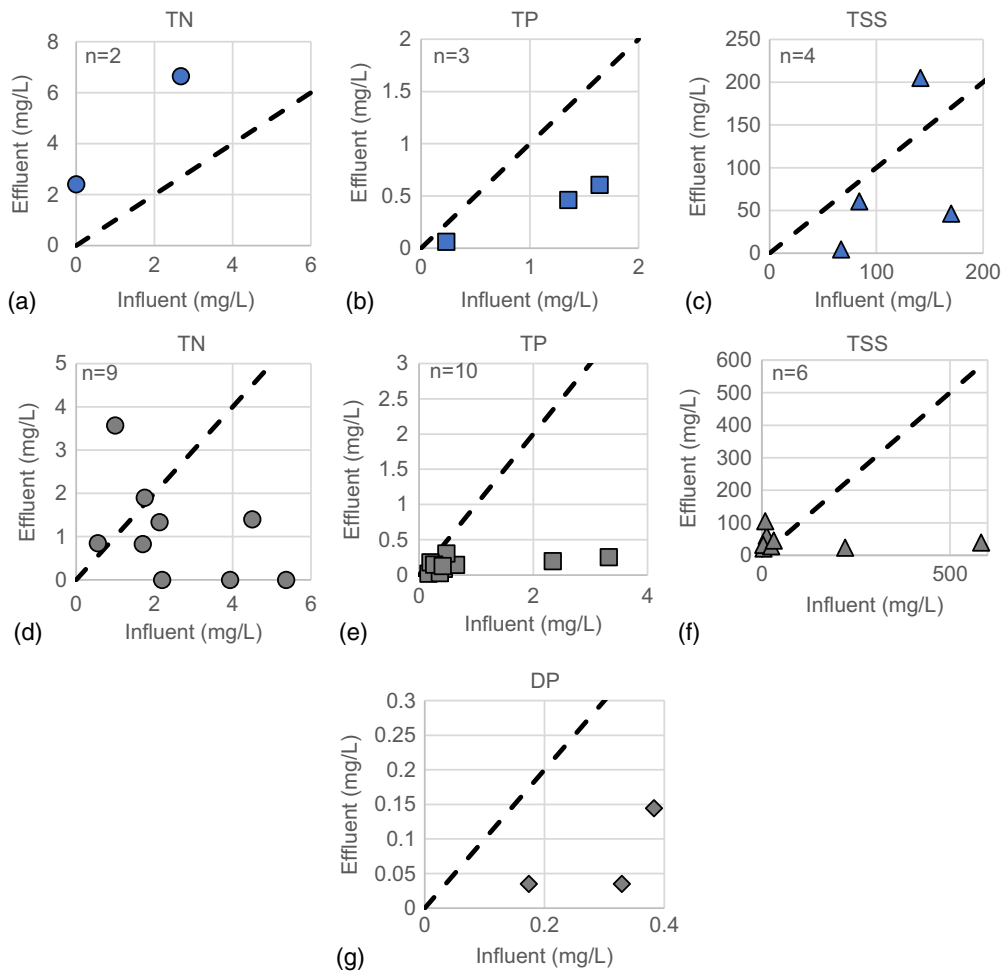 TN
8
6
4
2
0
n=2
Effluent (mg/L)
0 2 4 6
Influent (mg/L)
(a)
TP
2
1.5
1
0.5
0
n=3
Effluent (mg/L)
0 1 2
Influent (mg/L)
(b)
TSS
250
200
150
100
50
0
n=4
Effluent (mg/L)
0 100 200
Influent (mg/L)
(c)
TN
5
4
3
2
1
0
n=9
Effluent (mg/L)
0 2 4 6
Influent (mg/L)
(d)
TP
3
2.5
2
1.5
1
0.5
0
n=10
Effluent (mg/L)
0 2 4
Influent (mg/L)
(e)
TSS
600
500
400
300
200
100
0
n=6
Effluent (mg/L)
0 500
Influent (mg/L)
(f)
DP
0.3
0.25
0.2
0.15
0.1
0.05
0
Effluent (mg/L)
0 0.2 0.4
Influent (mg/L)
(g)